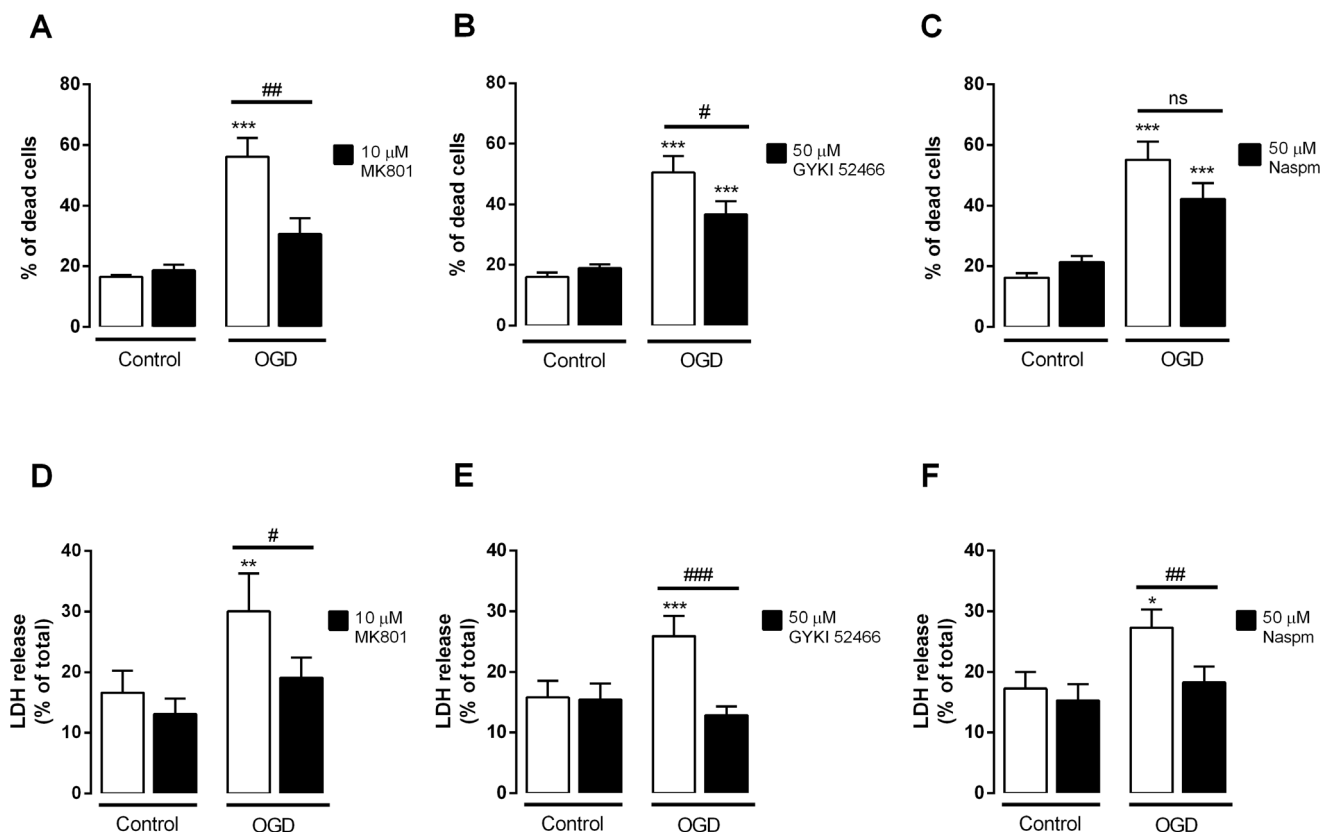 A
% of dead cells
80
60
40
20
0
##
***
10 μM
MK801
Control
OGD
B
% of dead cells
80
60
40
20
0
#
***
***
50 μM
GYKI 52466
Control
OGD
C
% of dead cells
80
60
40
20
0
ns
***
***
50 μM
Naspm
Control
OGD
D
LDH release
(% of total)
40
30
20
10
0
#
**
10 μM
MK801
Control
OGD
E
LDH release
(% of total)
40
30
20
10
0
###
***
50 μM
GYKI 52466
Control
OGD
F
LDH release
(% of total)
40
30
20
10
0
##
*
50 μM
Naspm
Control
OGD